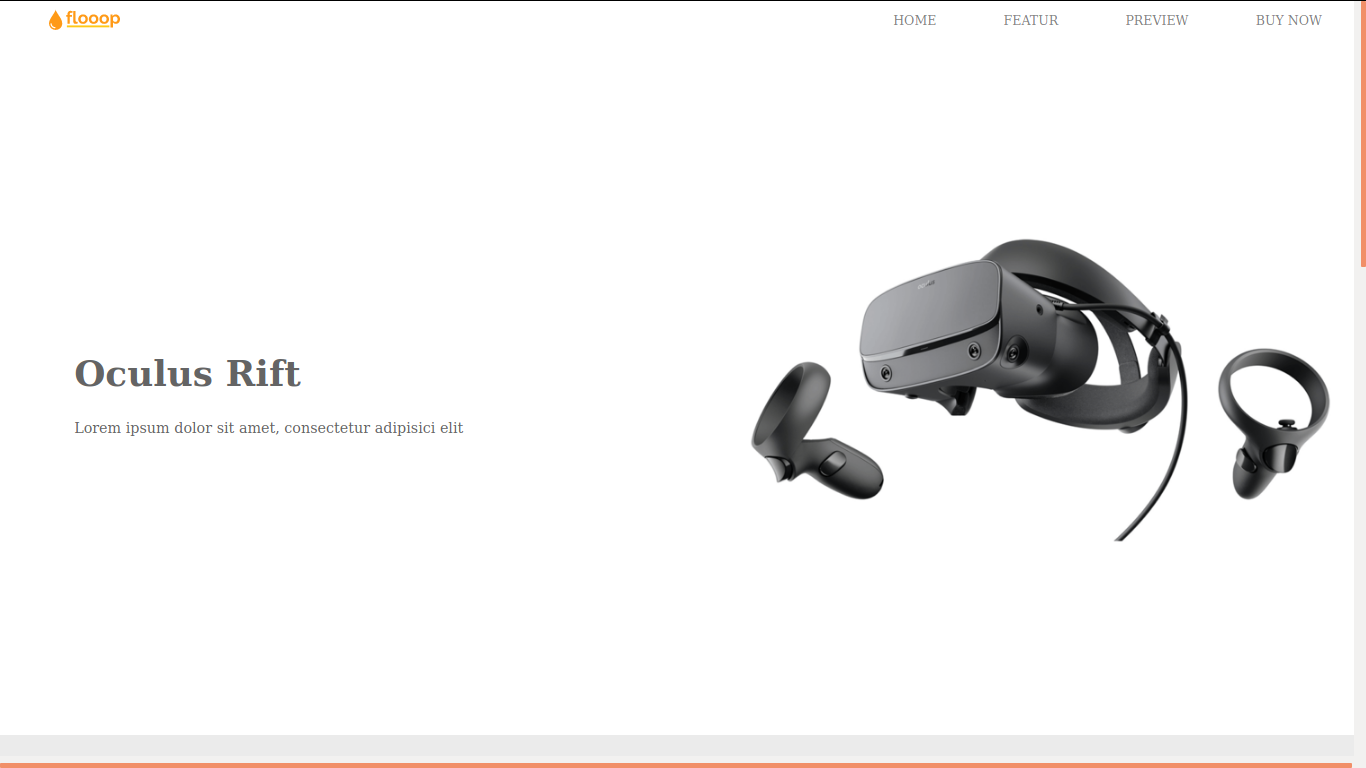 flooop
HOME
FEATUR
PREVIEW
BUY NOW
Oculus Rift
Lorem ipsum dolor sit amet, consectetur adipisici elit